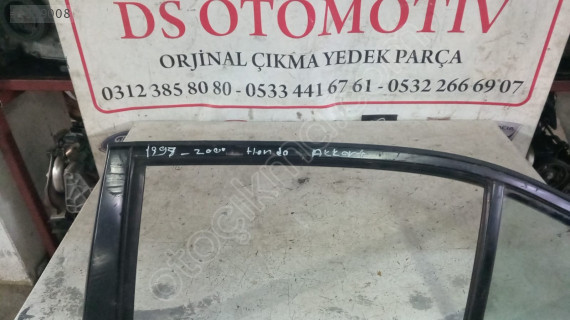 DS OTOMOTİV
ORJİNAL ÇIKMA YEDEK PARÇA
0312 385 80 80 - 0533 441 67 61 - 0532 266 69 07
1997 - 2000 Honda
otoçıkma